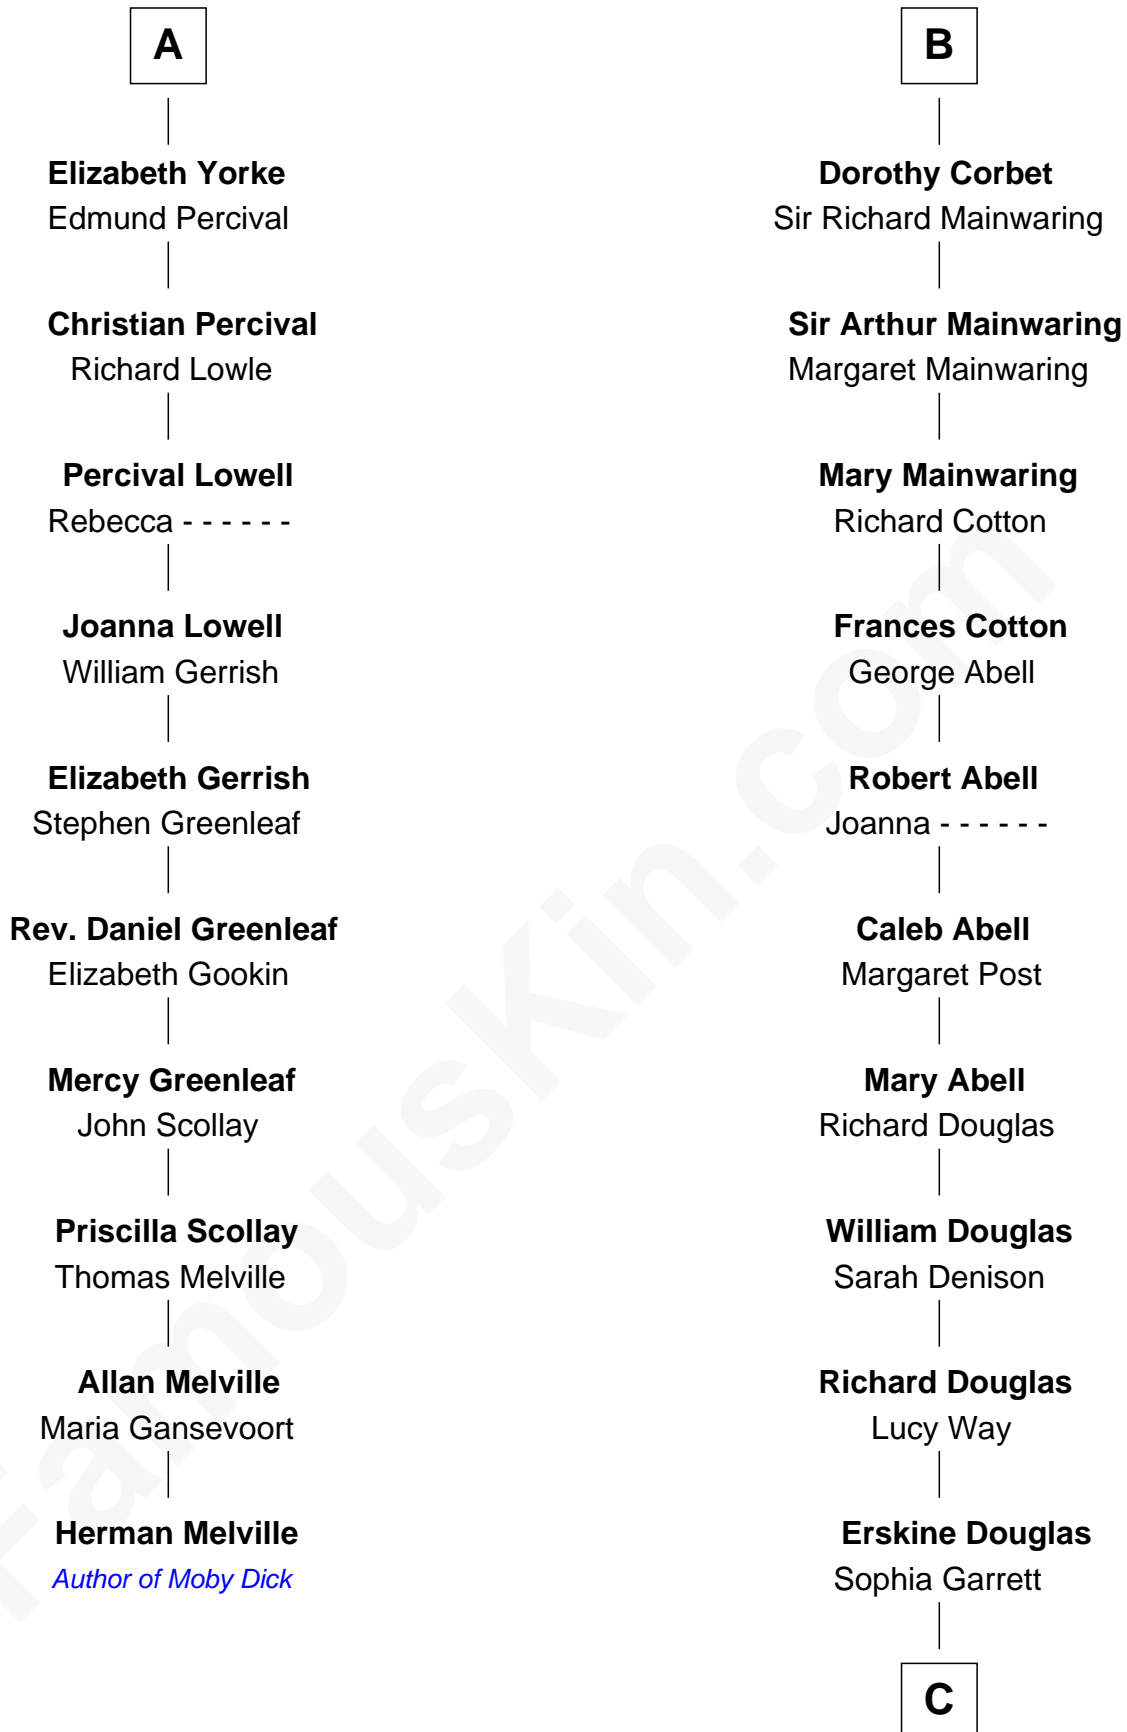 A
Elizabeth Yorke
Edmund Percival
Christian Percival
Richard Lowle
Percival Lowell
Rebecca - - - - - -
Joanna Lowell
William Gerrish
Elizabeth Gerrish
Stephen Greenleaf
Rev. Daniel Greenleaf
Elizabeth Gookin
Mercy Greenleaf
John Scollay
Priscilla Scollay
Thomas Melville
Allan Melville
Maria Gansevoort
Herman Melville
Author of Moby Dick
B
Dorothy Corbet
Sir Richard Mainwaring
Sir Arthur Mainwaring
Margaret Mainwaring
Mary Mainwaring
Richard Cotton
Frances Cotton
George Abell
Robert Abell
Joanna - - - - - -
Caleb Abell
Margaret Post
Mary Abell
Richard Douglas
William Douglas
Sarah Denison
Richard Douglas
Lucy Way
Erskine Douglas
Sophia Garrett
C
FamousKin.com